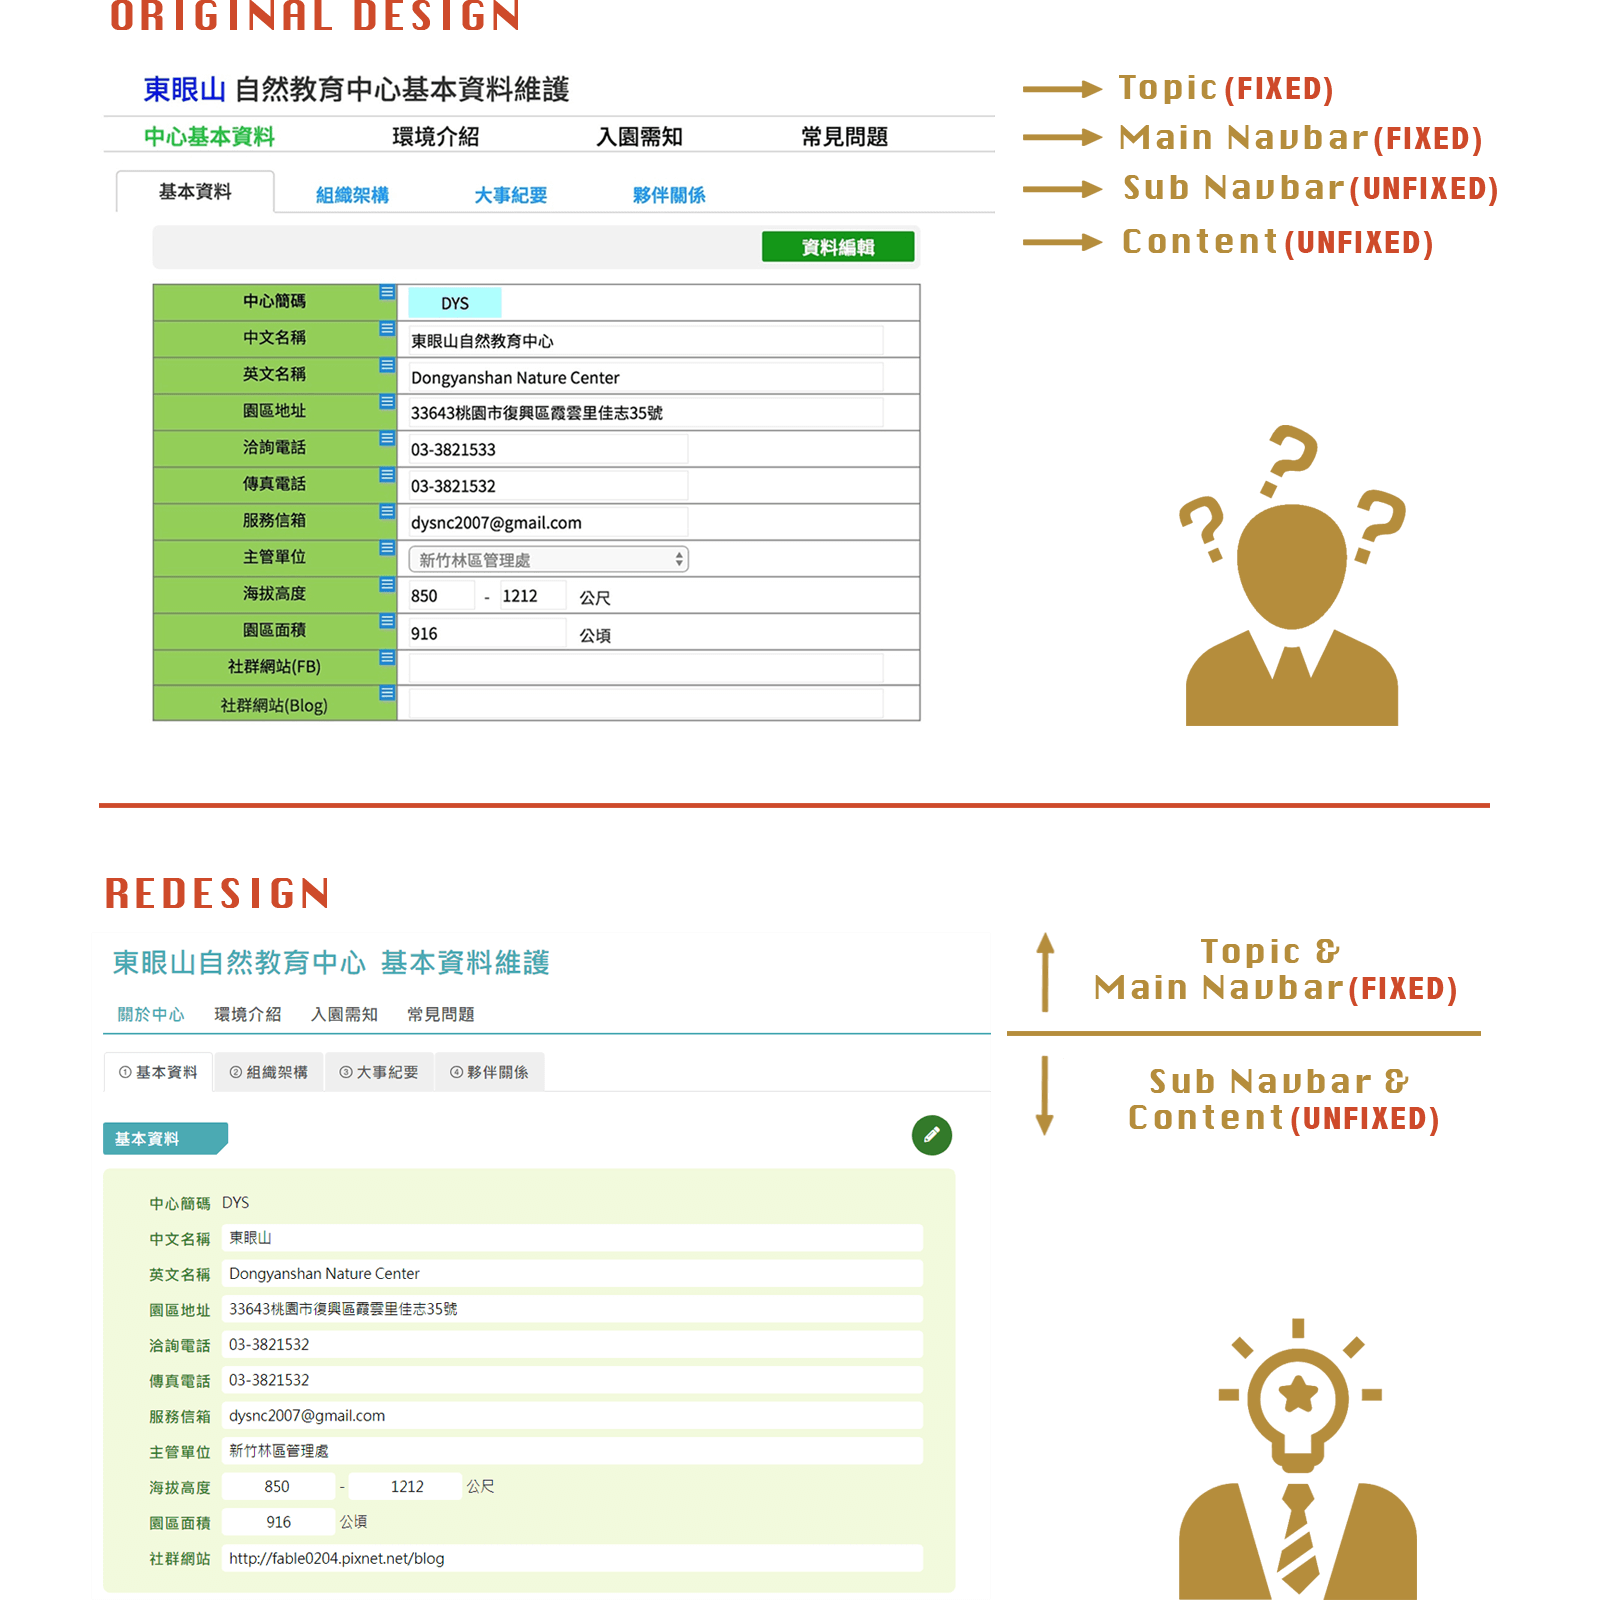 ORIGINAL DESIGN
東眼山 自然教育中心基本資料維護
中心基本資料 環境介紹 入園需知 常見問題
基本資料 組織架構 大事紀要 夥伴關係
資料編輯
中心簡碼 DYS
中文名稱 東眼山自然教育中心
英文名稱 Dongyanshan Nature Center
園區地址 33643桃園市復興區霞雲里佳志35號
洽詢電話 03-3821533
傳真電話 03-3821532
服務信箱 dysnc2007@gmail.com
主管單位 新竹林區管理處
海拔高度 850 - 1212 公尺
園區面積 916 公頃
社群網站(FB)
社群網站(Blog)
Topic (FIXED)
Main Navbar (FIXED)
Sub Navbar (UNFIXED)
Content (UNFIXED)
? ? ?
REDESIGN
東眼山自然教育中心 基本資料維護
關於中心 環境介紹 入園需知 常見問題
① 基本資料 ② 組織架構 ③ 大事紀要 ④ 夥伴關係
基本資料
中心簡碼 DYS
中文名稱 東眼山
英文名稱 Dongyanshan Nature Center
園區地址 33643桃園市復興區霞雲里佳志35號
洽詢電話 03-3821532
傳真電話 03-3821532
服務信箱 dysnc2007@gmail.com
主管單位 新竹林區管理處
海拔高度 850 - 1212 公尺
園區面積 916 公頃
社群網站 http://fable0204.pixnet.net/blog
Topic &
Main Navbar (FIXED)
Sub Navbar &
Content (UNFIXED)